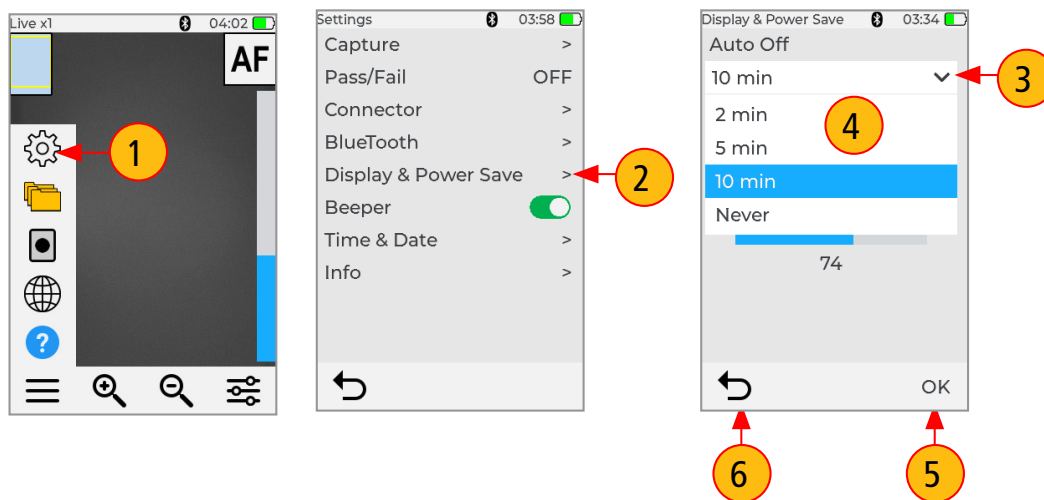 Live x1 04:02
AF
1
?
Settings 03:58
Capture >
Pass/Fail OFF
Connector >
BlueTooth >
Display & Power Save >
2
Beeper
Time & Date >
Info >
Display & Power Save 03:34
Auto Off
10 min
3
2 min
4
5 min
10 min
Never
74
OK
6
5